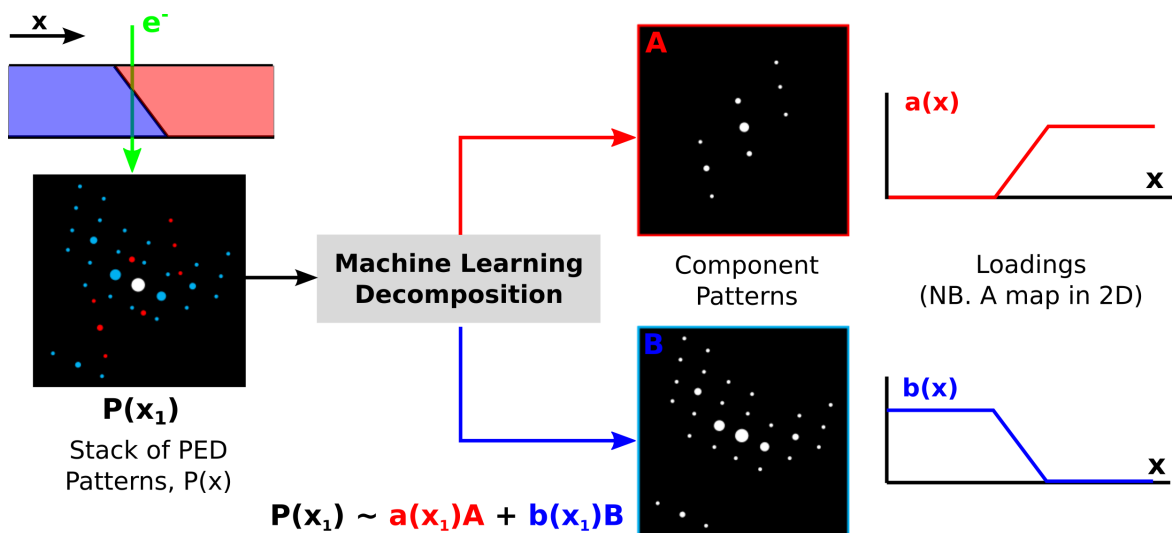 x
e⁻
P(x₁)
Stack of PED
Patterns, P(x)
Machine Learning
Decomposition
A
Component
Patterns
B
a(x)
x
Loadings
(NB. A map in 2D)
b(x)
x
P(x₁) ~ a(x₁)A + b(x₁)B